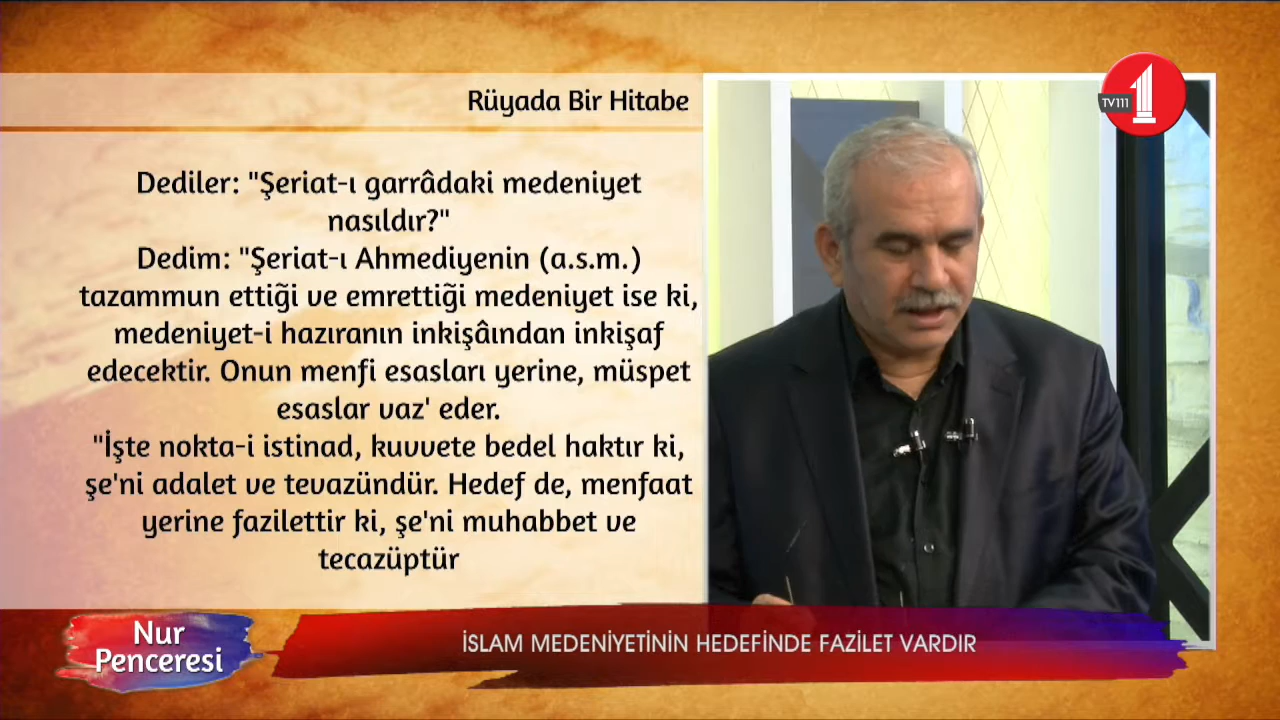 Rüyada Bir Hitabe
Dediler: "Şeriat-ı garrâdaki medeniyet
nasıldır?"
Dedim: "Şeriat-ı Ahmediyenin (a.s.m.)
tazammun ettiği ve emrettiği medeniyet ise ki,
medeniyet-i hazıranın inkişâından inkişaf
edecektir. Onun menfi esasları yerine, müspet
esaslar vaz' eder.
"İşte nokta-i istinad, kuvvete bedel haktır ki,
şe'ni adalet ve tevazündür. Hedef de, menfaat
yerine fazilettir ki, şe'ni muhabbet ve
tecazüptür
TV111
1
Nur
Penceresi
İSLAM MEDENİYETİNİN HEDEFİNDE FAZİLET VARDIR